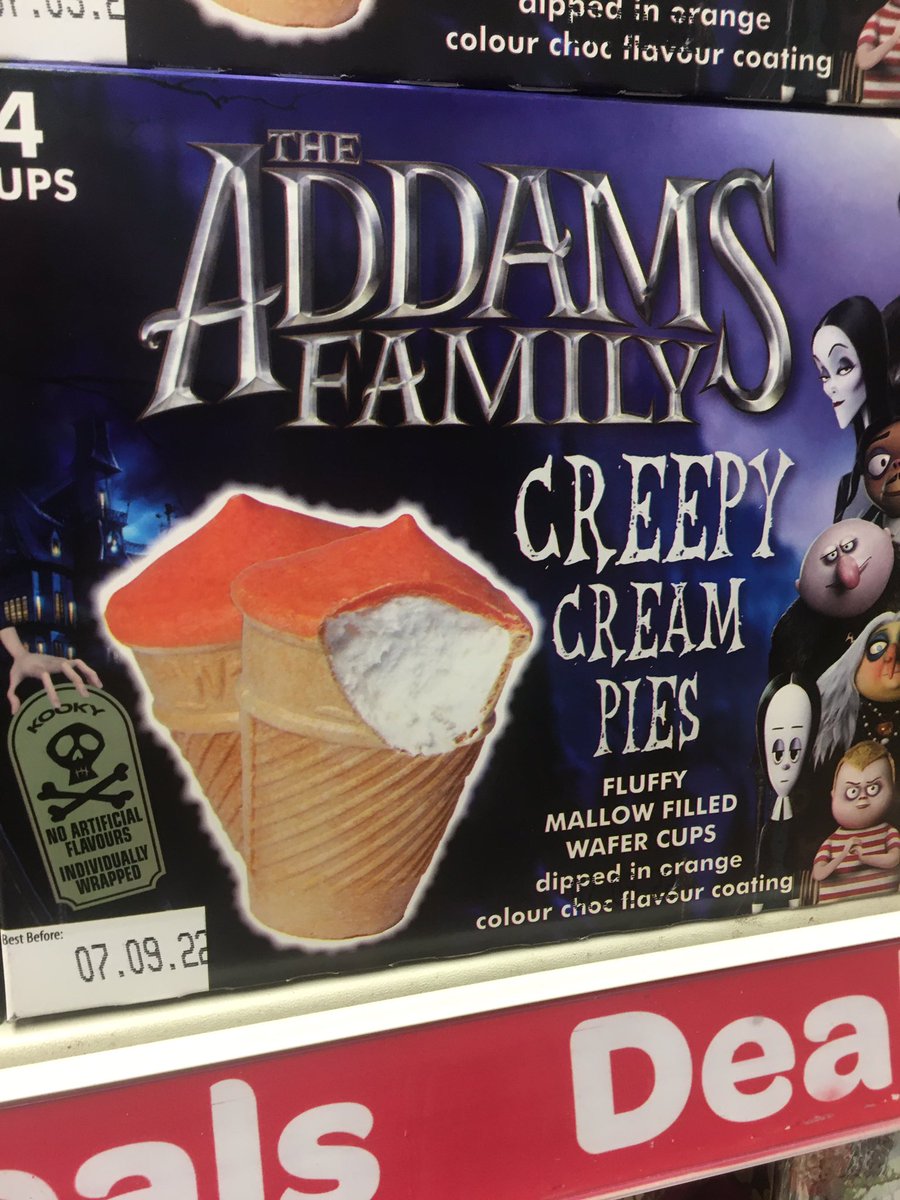 dipped in orange
colour choc flavour coating
4
UPS
THE
ADDAMS
FAMILY
CREEPY
CREAM
PIES
FLUFFY
MALLOW FILLED
WAFER CUPS
dipped in orange
colour choc flavour coating
KOOKY
NO ARTIFICIAL
FLAVOURS
INDIVIDUALLY
WRAPPED
Best Before:
07.09.22
eals Dea